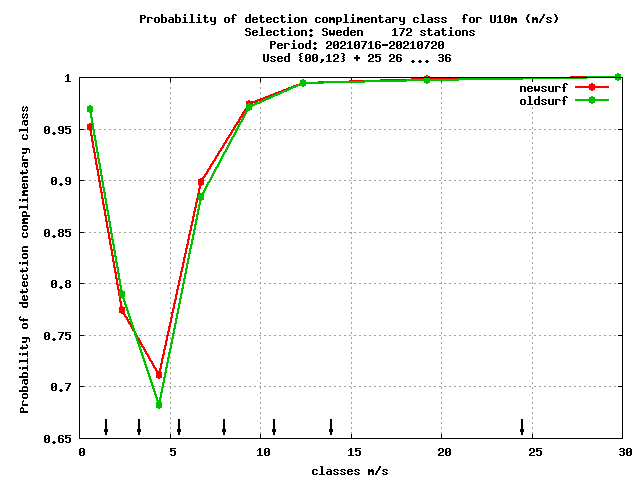 Probability of detection complimentary class  for U10m (m/s)
Selection: Sweden    172 stations
Period: 20210716-20210720
Used {00,12} + 25 26 ... 36
newsurf
oldsurf
Probability of detection complimentary class
1
0.95
0.9
0.85
0.8
0.75
0.7
0.65
0 5 10 15 20 25 30
classes m/s